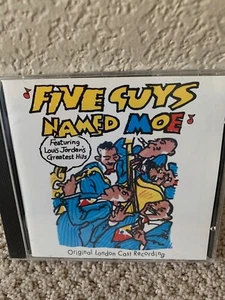 FIVE GUYS
NAMED MOE
Featuring
Louis Jordan's
Greatest Hits
Original London Cast Recording